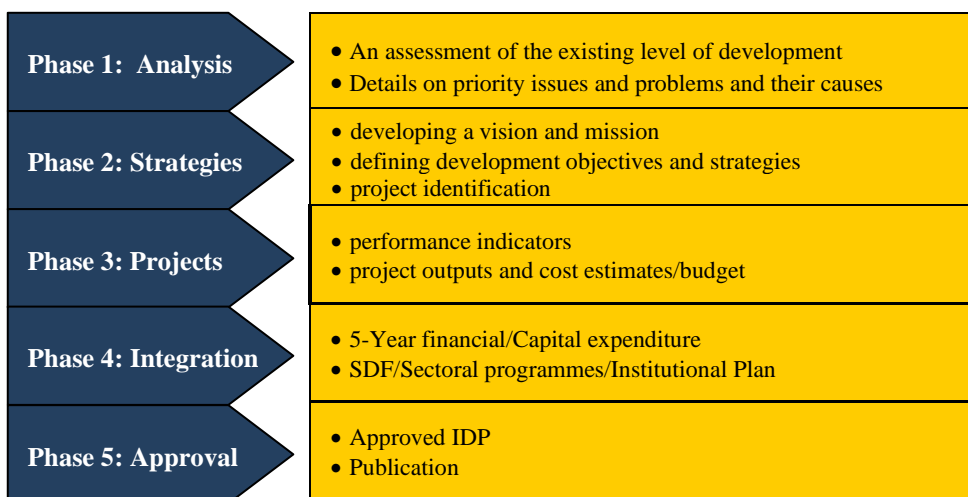 Phase 1: Analysis
• An assessment of the existing level of development
• Details on priority issues and problems and their causes
Phase 2: Strategies
• developing a vision and mission
• defining development objectives and strategies
• project identification
Phase 3: Projects
• performance indicators
• project outputs and cost estimates/budget
Phase 4: Integration
• 5-Year financial/Capital expenditure
• SDF/Sectoral programmes/Institutional Plan
Phase 5: Approval
• Approved IDP
• Publication